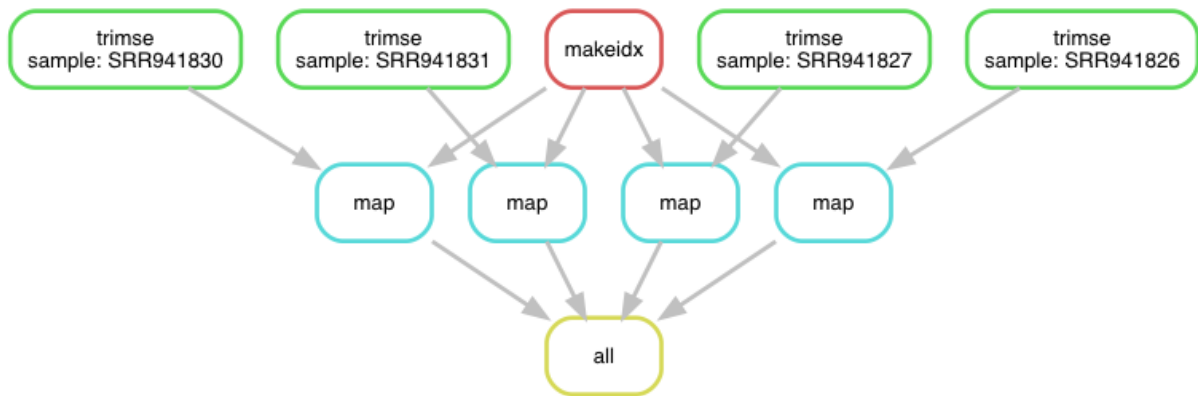 trimse
sample: SRR941830
trimse
sample: SRR941831
makeidx
trimse
sample: SRR941827
trimse
sample: SRR941826
map
map
map
map
all